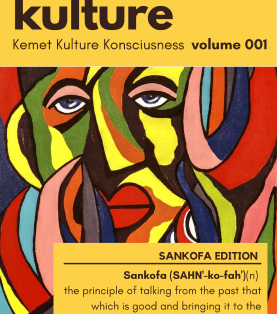 kulture
Kemet Kulture Konsciusness volume 001
SANKOFA EDITION
Sankofa (SAHN'-ko-fah')(n)
the principle of talking from the past that
which is good and bringing it to the